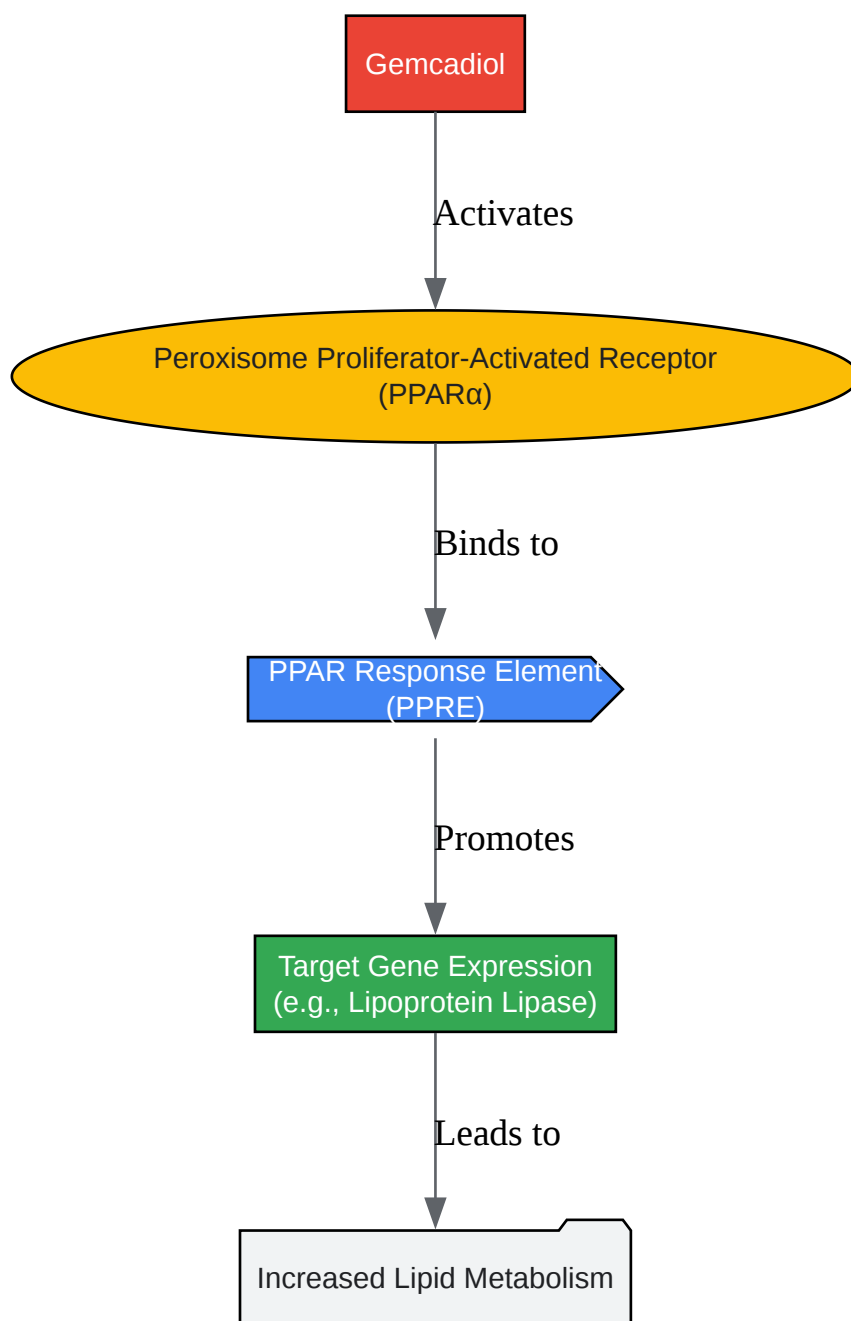 Gemcadiol
Activates
Peroxisome Proliferator-Activated Receptor
(PPARα)
Binds to
PPAR Response Element
(PPRE)
Promotes
Target Gene Expression
(e.g., Lipoprotein Lipase)
Leads to
Increased Lipid Metabolism